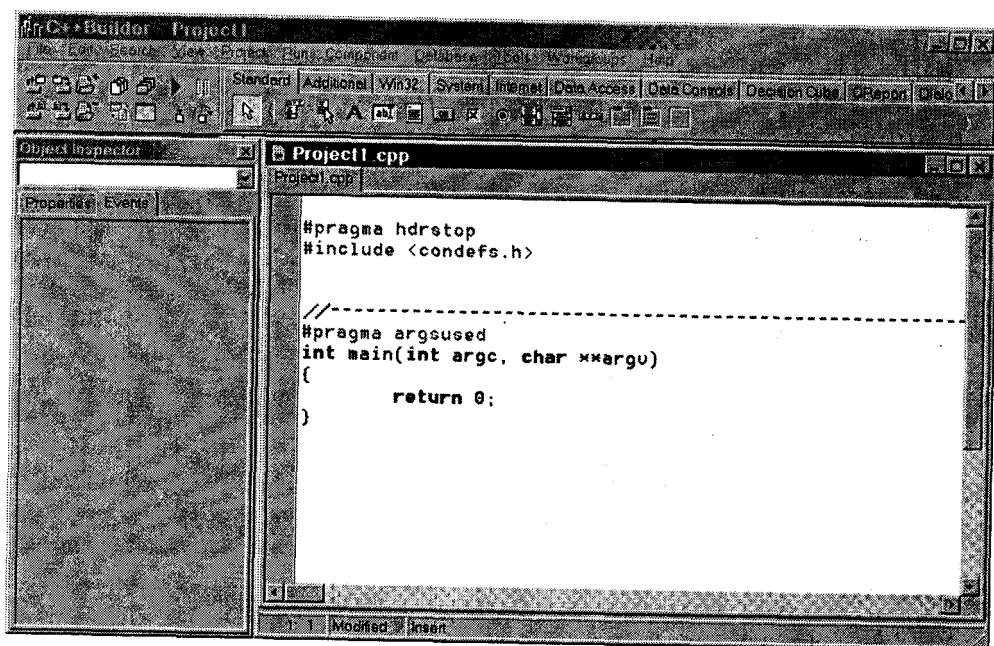 C++Builder - Project1
File Edit Search View Project Run Component Database Tools Workgroups Help
Standard Additional Win32 System Internet Data Access Data Controls Decision Cube QReport Dialo
Object Inspector
Properties Events
Project1.cpp
Project1.cpp
#pragma hdrstop
#include <condefs.h>
//---------------------------------------------------------------------------
#pragma argsused
int main(int argc, char **argv)
{
return 0;
}
1: 1 Modified Insert